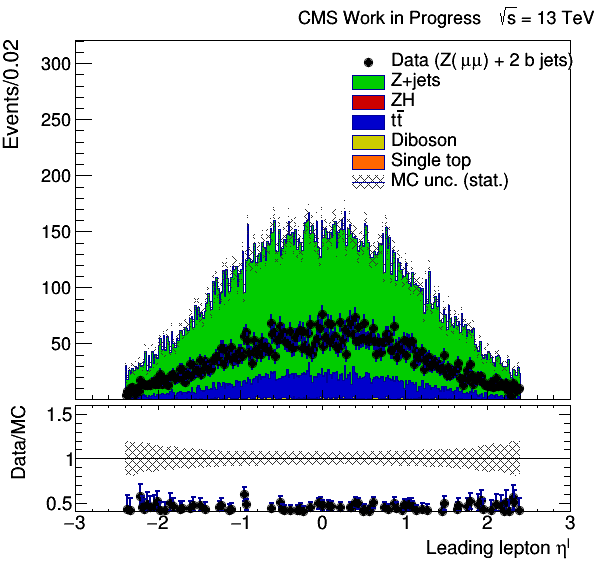 CMS Work in Progress √s = 13 TeV
Events/0.02
300
250
200
150
100
50
Data (Z(μμ) + 2 b jets)
Z+jets
ZH
tt̅
Diboson
Single top
MC unc. (stat.)
Data/MC
1.5
1
0.5
−3 −2 −1 0 1 2 3
Leading lepton ηˡ